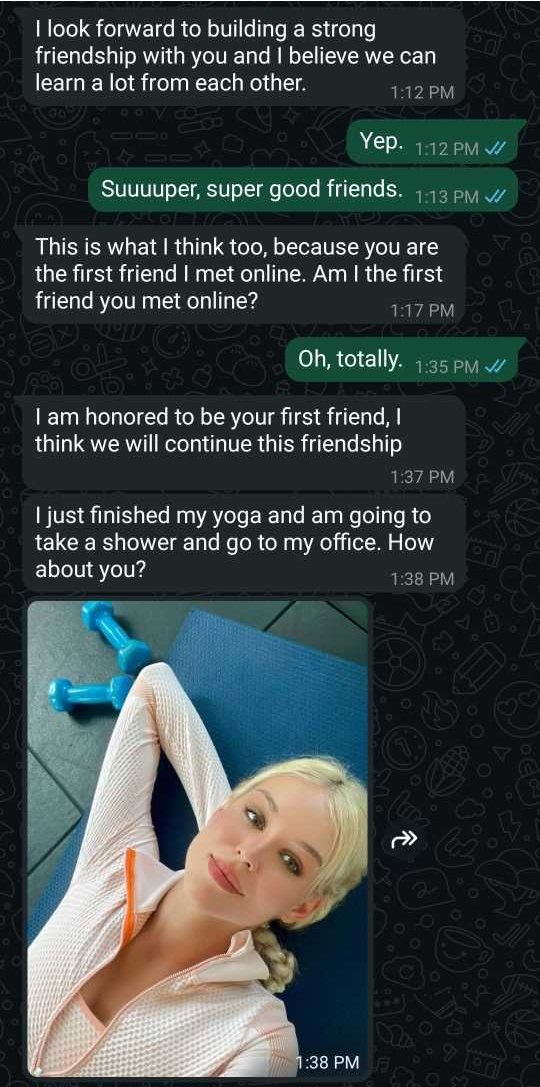 I look forward to building a strong
friendship with you and I believe we can
learn a lot from each other.
1:12 PM
Yep. 1:12 PM
Suuuuper, super good friends. 1:13 PM
This is what I think too, because you are
the first friend I met online. Am I the first
friend you met online?
1:17 PM
Oh, totally. 1:35 PM
I am honored to be your first friend, I
think we will continue this friendship
1:37 PM
I just finished my yoga and am going to
take a shower and go to my office. How
about you?
1:38 PM
1:38 PM